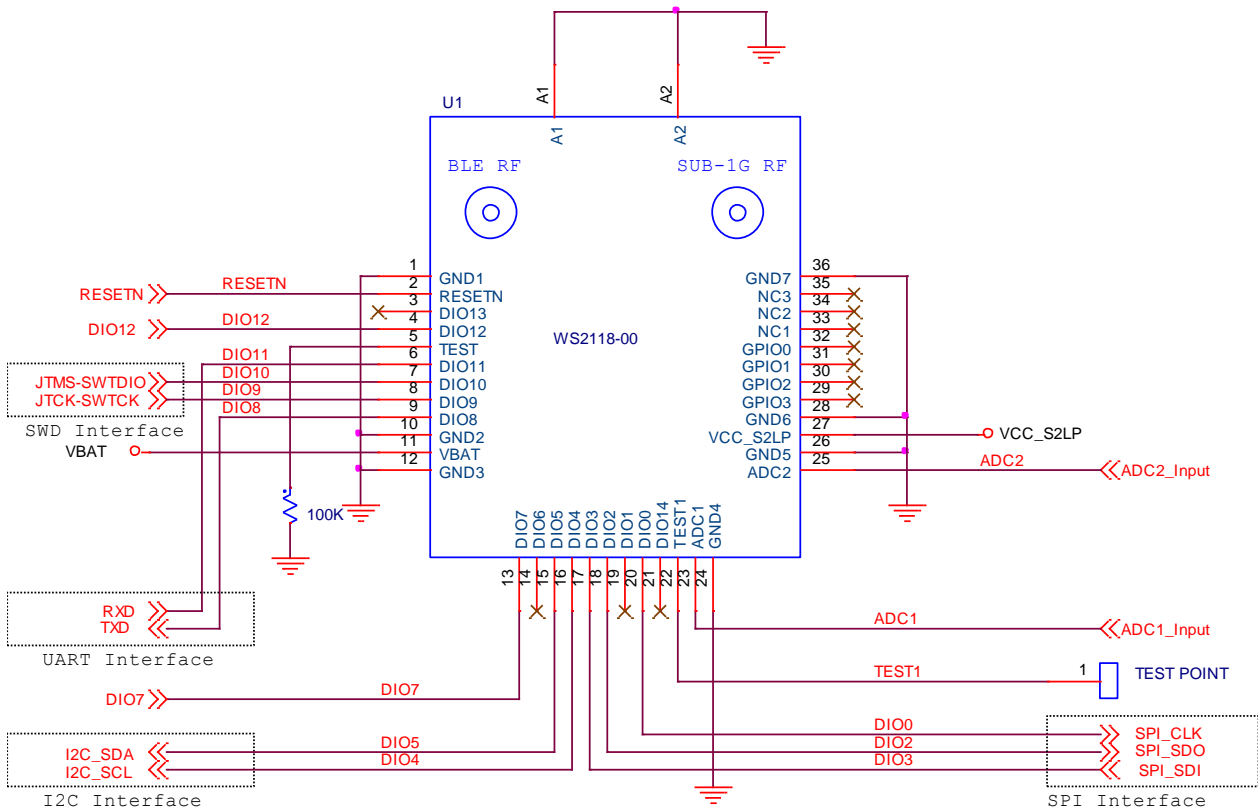 A1
A2
U1
A1
A2
BLE RF
SUB-1G RF
WS2118-00
RESETN
RESETN
DIO12
DIO12
DIO11
JTMS-SWTDIO
DIO10
JTCK-SWTCK
DIO9
DIO8
SWD Interface
VBAT
100K
1 GND1
2 RESETN
3 DIO13
4 DIO12
5 TEST
6 DIO11
7 DIO10
8 DIO9
9 DIO8
10 GND2
11 VBAT
12 GND3
36 GND7
35 NC3
34 NC2
33 NC1
32 GPIO0
31 GPIO1
30 GPIO2
29 GPIO3
28 GND6
27 VCC_S2LP
26 GND5
25 ADC2
VCC_S2LP
ADC2
ADC2_Input
DIO7
DIO6
DIO5
DIO4
DIO3
DIO2
DIO1
DIO0
DIO14
TEST1
ADC1
GND4
13
14
15
16
17
18
19
20
21
22
23
24
RXD
TXD
UART Interface
ADC1
ADC1_Input
TEST1
1
TEST POINT
DIO7
DIO7
I2C_SDA
DIO5
I2C_SCL
DIO4
I2C Interface
DIO0
SPI_CLK
DIO2
SPI_SDO
DIO3
SPI_SDI
SPI Interface